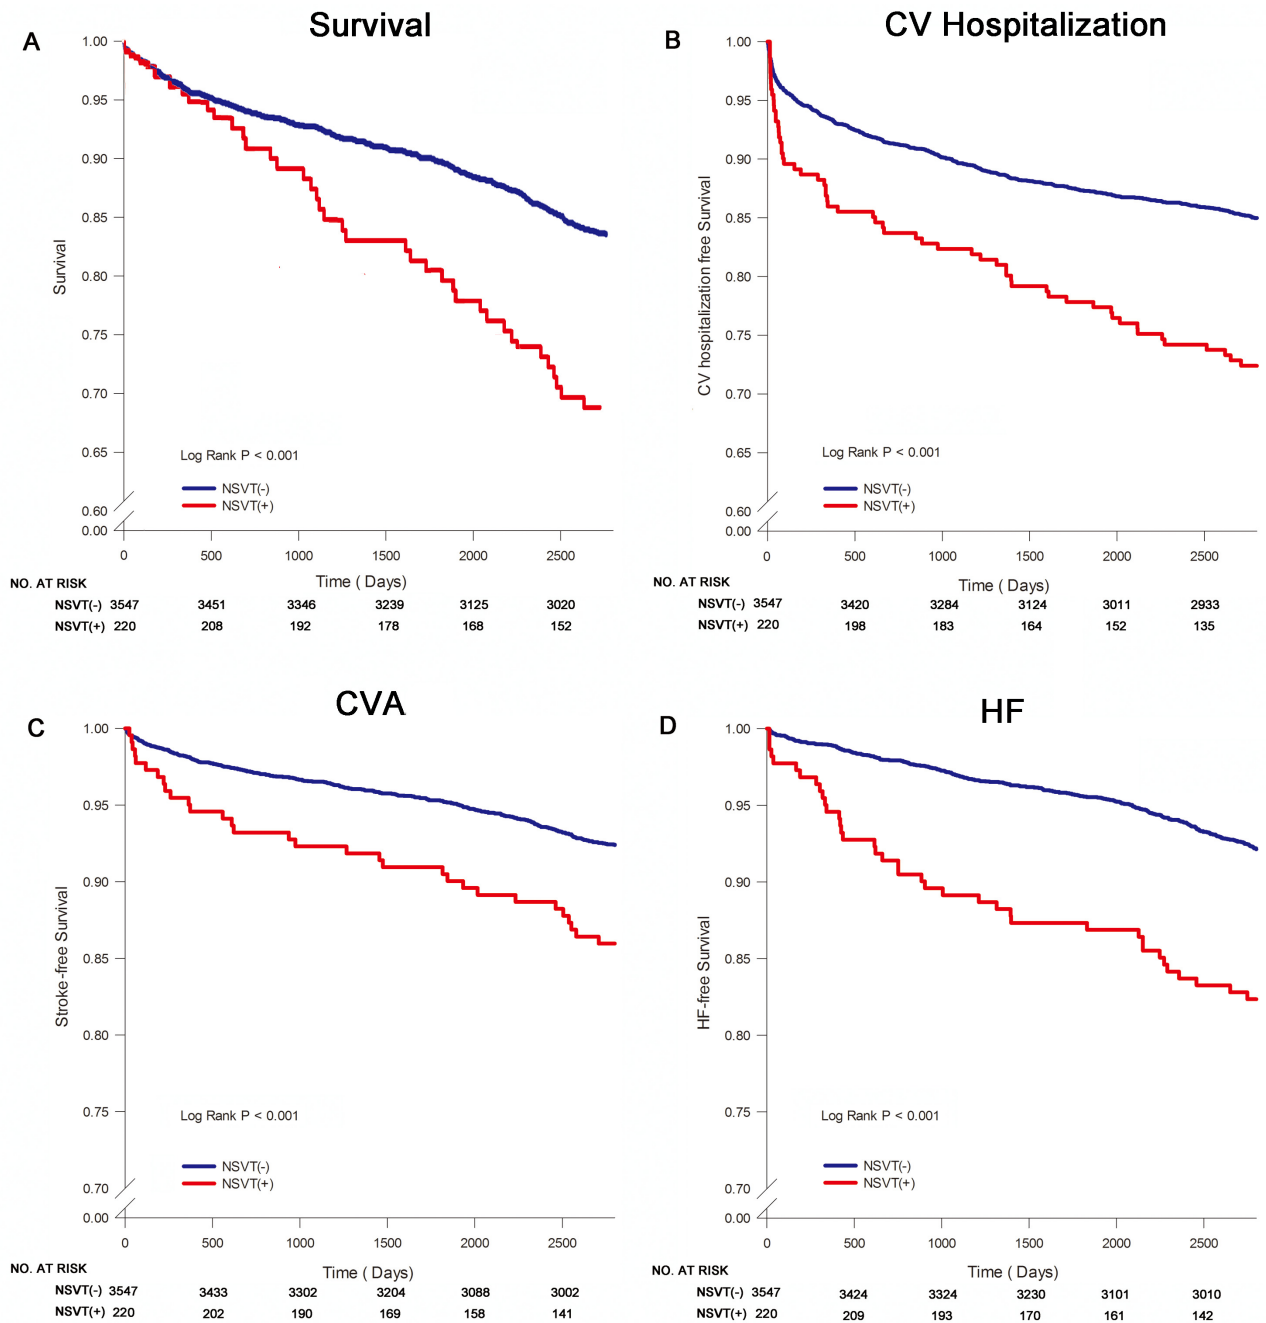 Survival
A
1.00
0.95
0.90
0.85
0.80
0.75
0.70
0.65
0.60
0.00
Survival
Log Rank P < 0.001
NSVT(-)
NSVT(+)
0 500 1000 1500 2000 2500
Time ( Days)
NO. AT RISK
NSVT(-) 3547 3451 3346 3239 3125 3020
NSVT(+) 220 208 192 178 168 152
CV Hospitalization
B
1.00
0.95
0.90
0.85
0.80
0.75
0.70
0.65
0.60
0.00
CV hospitalization free Survival
Log Rank P < 0.001
NSVT(-)
NSVT(+)
0 500 1000 1500 2000 2500
Time ( Days)
NO. AT RISK
NSVT(-) 3547 3420 3284 3124 3011 2933
NSVT(+) 220 198 183 164 152 135
CVA
C
1.00
0.95
0.90
0.85
0.80
0.75
0.70
0.00
Stroke-free Survival
Log Rank P < 0.001
NSVT(-)
NSVT(+)
0 500 1000 1500 2000 2500
Time ( Days)
NO. AT RISK
NSVT(-) 3547 3433 3302 3204 3088 3002
NSVT(+) 220 202 190 169 158 141
HF
D
1.00
0.95
0.90
0.85
0.80
0.75
0.70
0.00
HF-free Survival
Log Rank P < 0.001
NSVT(-)
NSVT(+)
0 500 1000 1500 2000 2500
Time ( Days)
NO. AT RISK
NSVT(-) 3547 3424 3324 3230 3101 3010
NSVT(+) 220 209 193 170 161 142